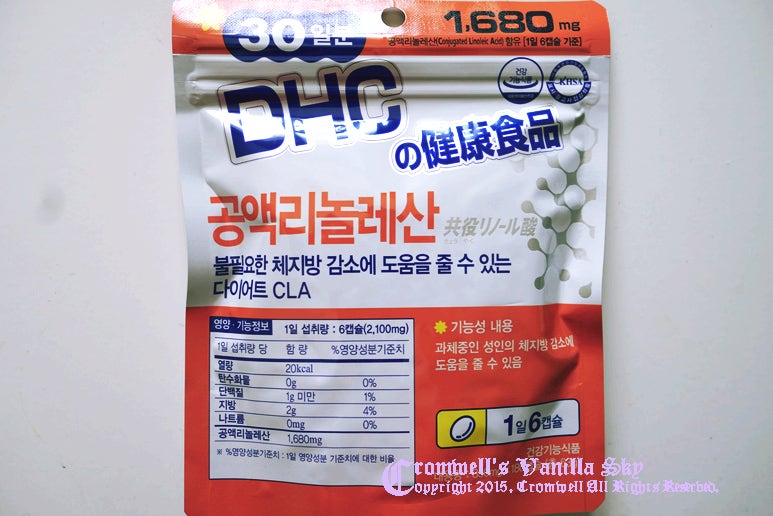 30일분
1,680 mg
공액리놀레산(Conjugated Linoleic Acid) 함유 [1일 6캡슐 기준]
건강
기능식품
KHSA
DHC
の健康食品
공액리놀레산 共役リノール酸
불필요한 체지방 감소에 도움을 줄 수 있는
다이어트 CLA
영양·기능정보 1일 섭취량 : 6캡슐(2,100mg)
1일 섭취량 당 함 량 %영양성분기준치
열량 20kcal
탄수화물 0g 0%
단백질 1g 미만 1%
지방 2g 4%
나트륨 0mg 0%
공액리놀레산 1,680mg
※ %영양성분기준치 : 1일 영양성분 기준치에 대한 비율
기능성 내용
과체중인 성인의 체지방 감소에
도움을 줄 수 있음
1일 6캡슐
건강기능식품
Cromwell's Vanilla Sky
Copyright 2015. Cromwell All Rights Reserved.